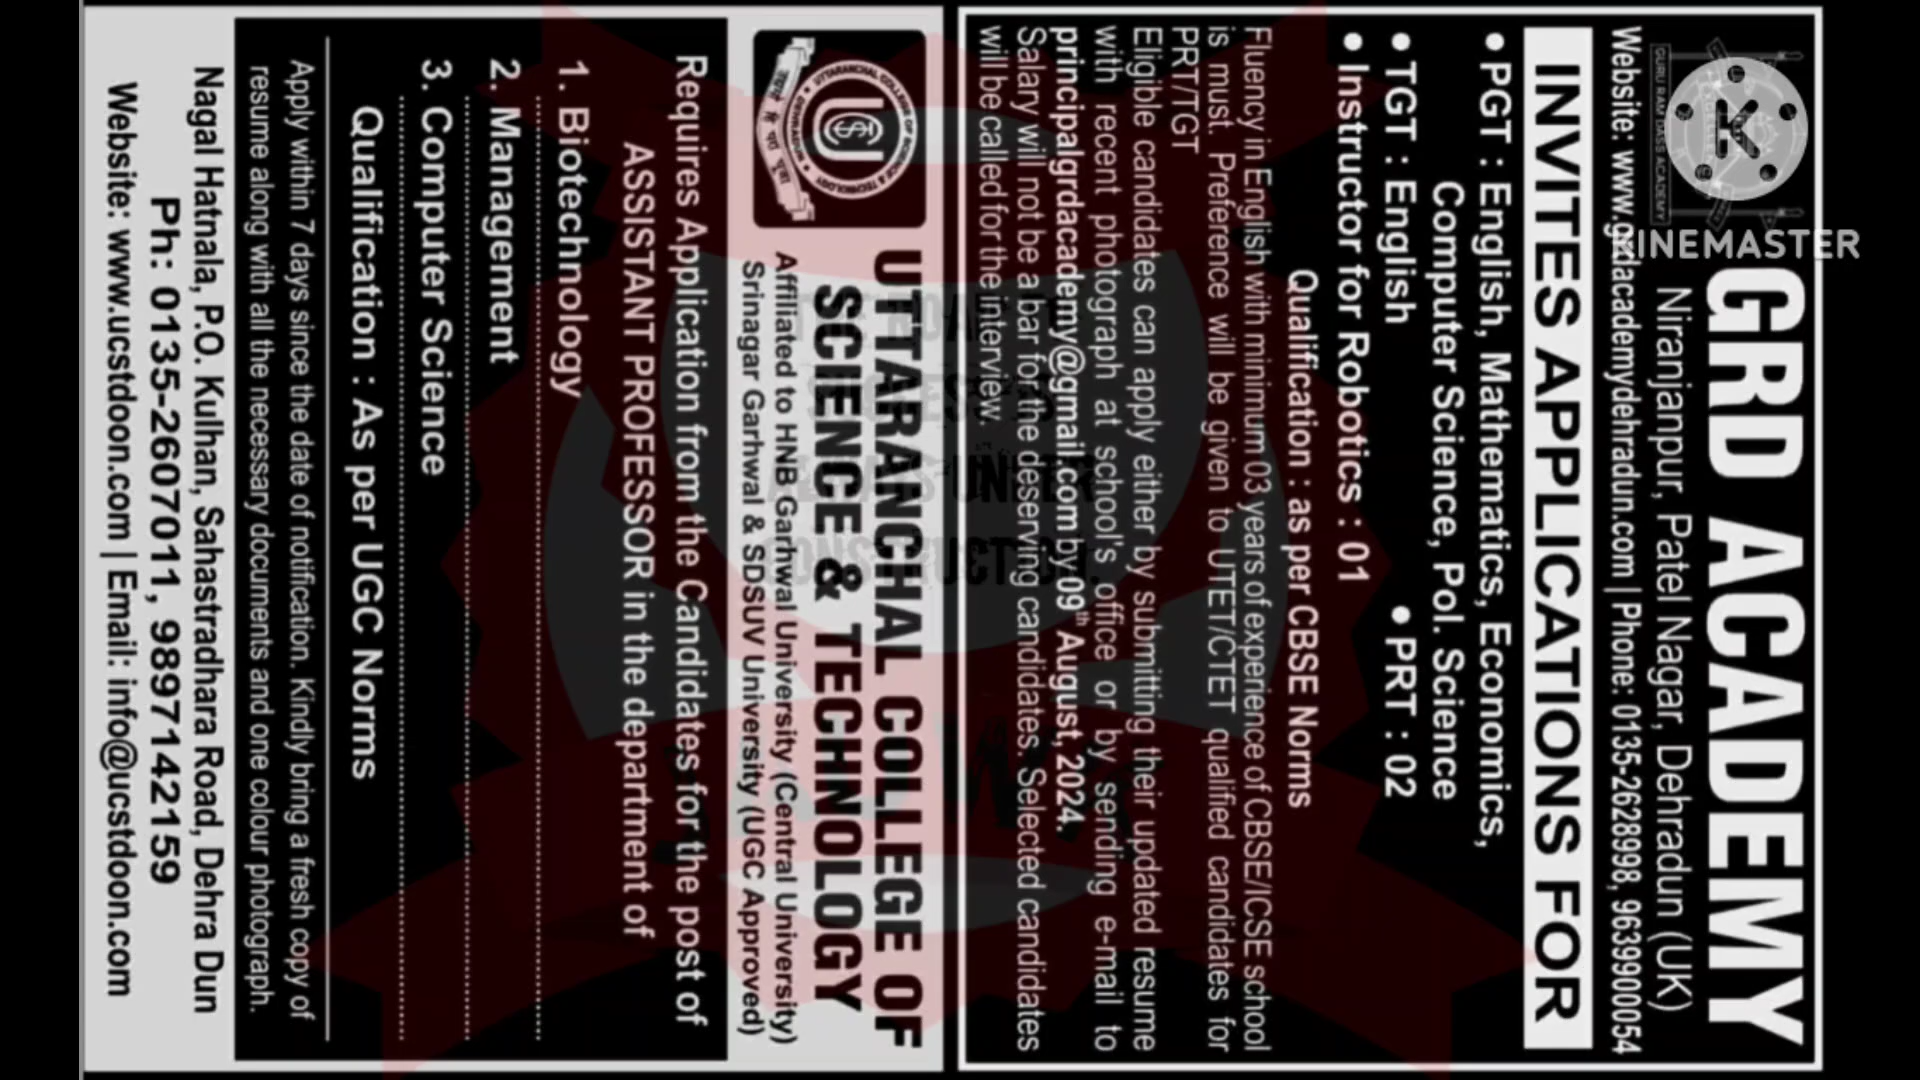 GRD ACADEMY
Niranjanpur, Patel Nagar, Dehradun (UK)
Website: www.grdacademydehradun.com | Phone: 0135-2628998, 9639900054
GURU RAM DASS ACADEMY
KINEMASTER
INVITES APPLICATIONS FOR
• PGT : English, Mathematics, Economics,
Computer Science, Pol. Science
• TGT : English • PRT : 02
• Instructor for Robotics : 01
Qualification : as per CBSE Norms
Fluency in English with minimum 03 years of experience of CBSE/ICSE school
is must. Preference will be given to UTET/CTET qualified candidates for
PRT/TGT
Eligible candidates can apply either by submitting their updated resume
with recent photograph at school's office or by sending e-mail to
principalgrdacademy@gmail.com by 09th August, 2024.
Salary will not be a bar for the deserving candidates. Selected candidates
will be called for the interview.
UTTARANCHAL COLLEGE OF
SCIENCE & TECHNOLOGY
Affiliated to HNB Garhwal University (Central University)
Srinagar Garhwal & SDSUV University (UGC Approved)
Requires Application from the Candidates for the post of
ASSISTANT PROFESSOR in the department of
1. Biotechnology
2. Management
3. Computer Science
Qualification : As per UGC Norms
Apply within 7 days since the date of notification. Kindly bring a fresh copy of
resume along with all the necessary documents and one colour photograph.
Nagal Hatnala, P.O. Kulhan, Sahastradhara Road, Dehra Dun
Ph: 0135-2607011, 9897142159
Website: www.ucstdoon.com | Email: info@ucstdoon.com